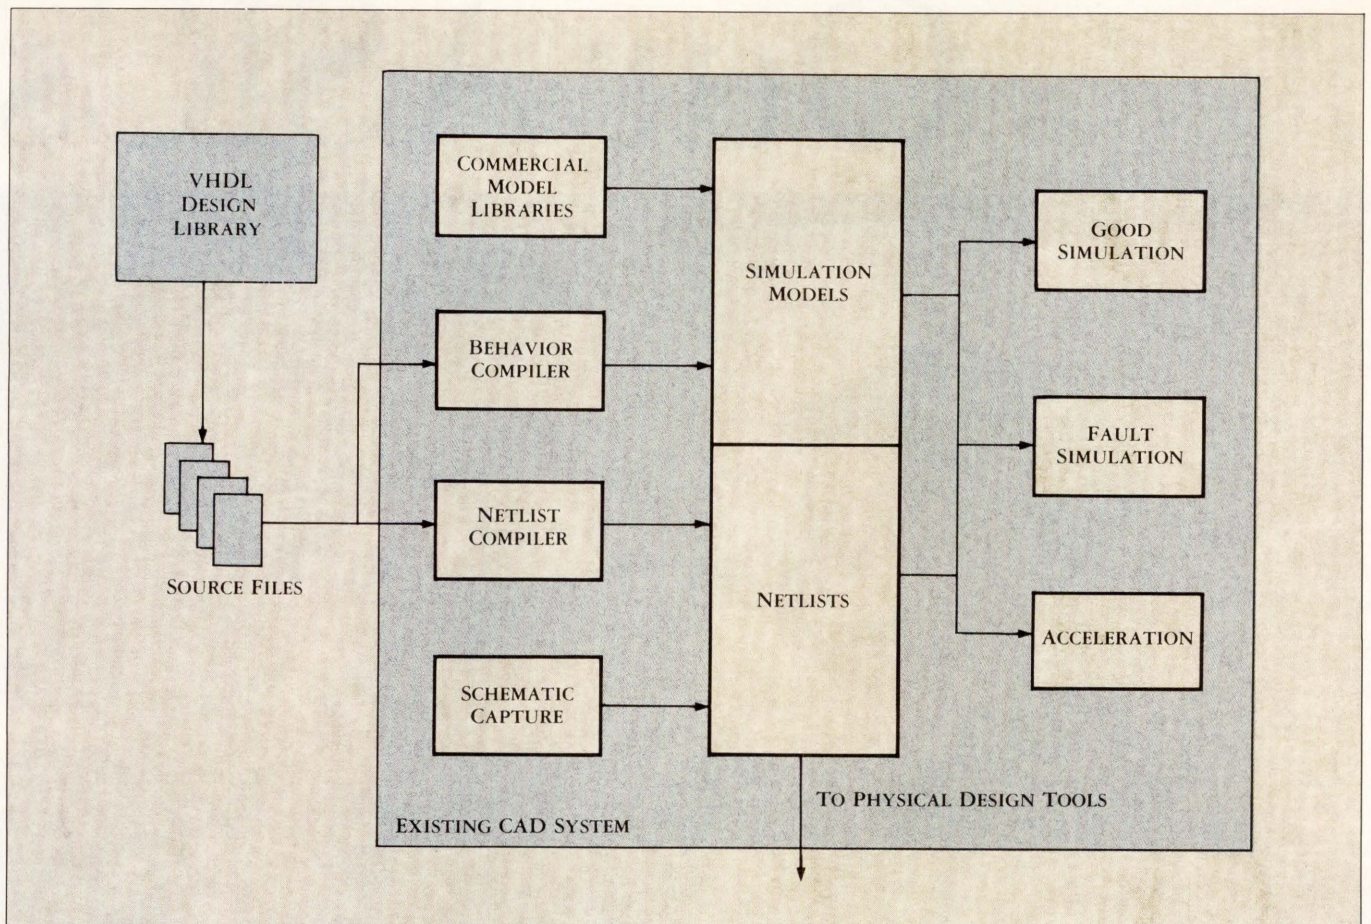 VHDL
DESIGN
LIBRARY
SOURCE FILES
COMMERCIAL
MODEL
LIBRARIES
BEHAVIOR
COMPILER
NETLIST
COMPILER
SCHEMATIC
CAPTURE
SIMULATION
MODELS
NETLISTS
GOOD
SIMULATION
FAULT
SIMULATION
ACCELERATION
TO PHYSICAL DESIGN TOOLS
EXISTING CAD SYSTEM